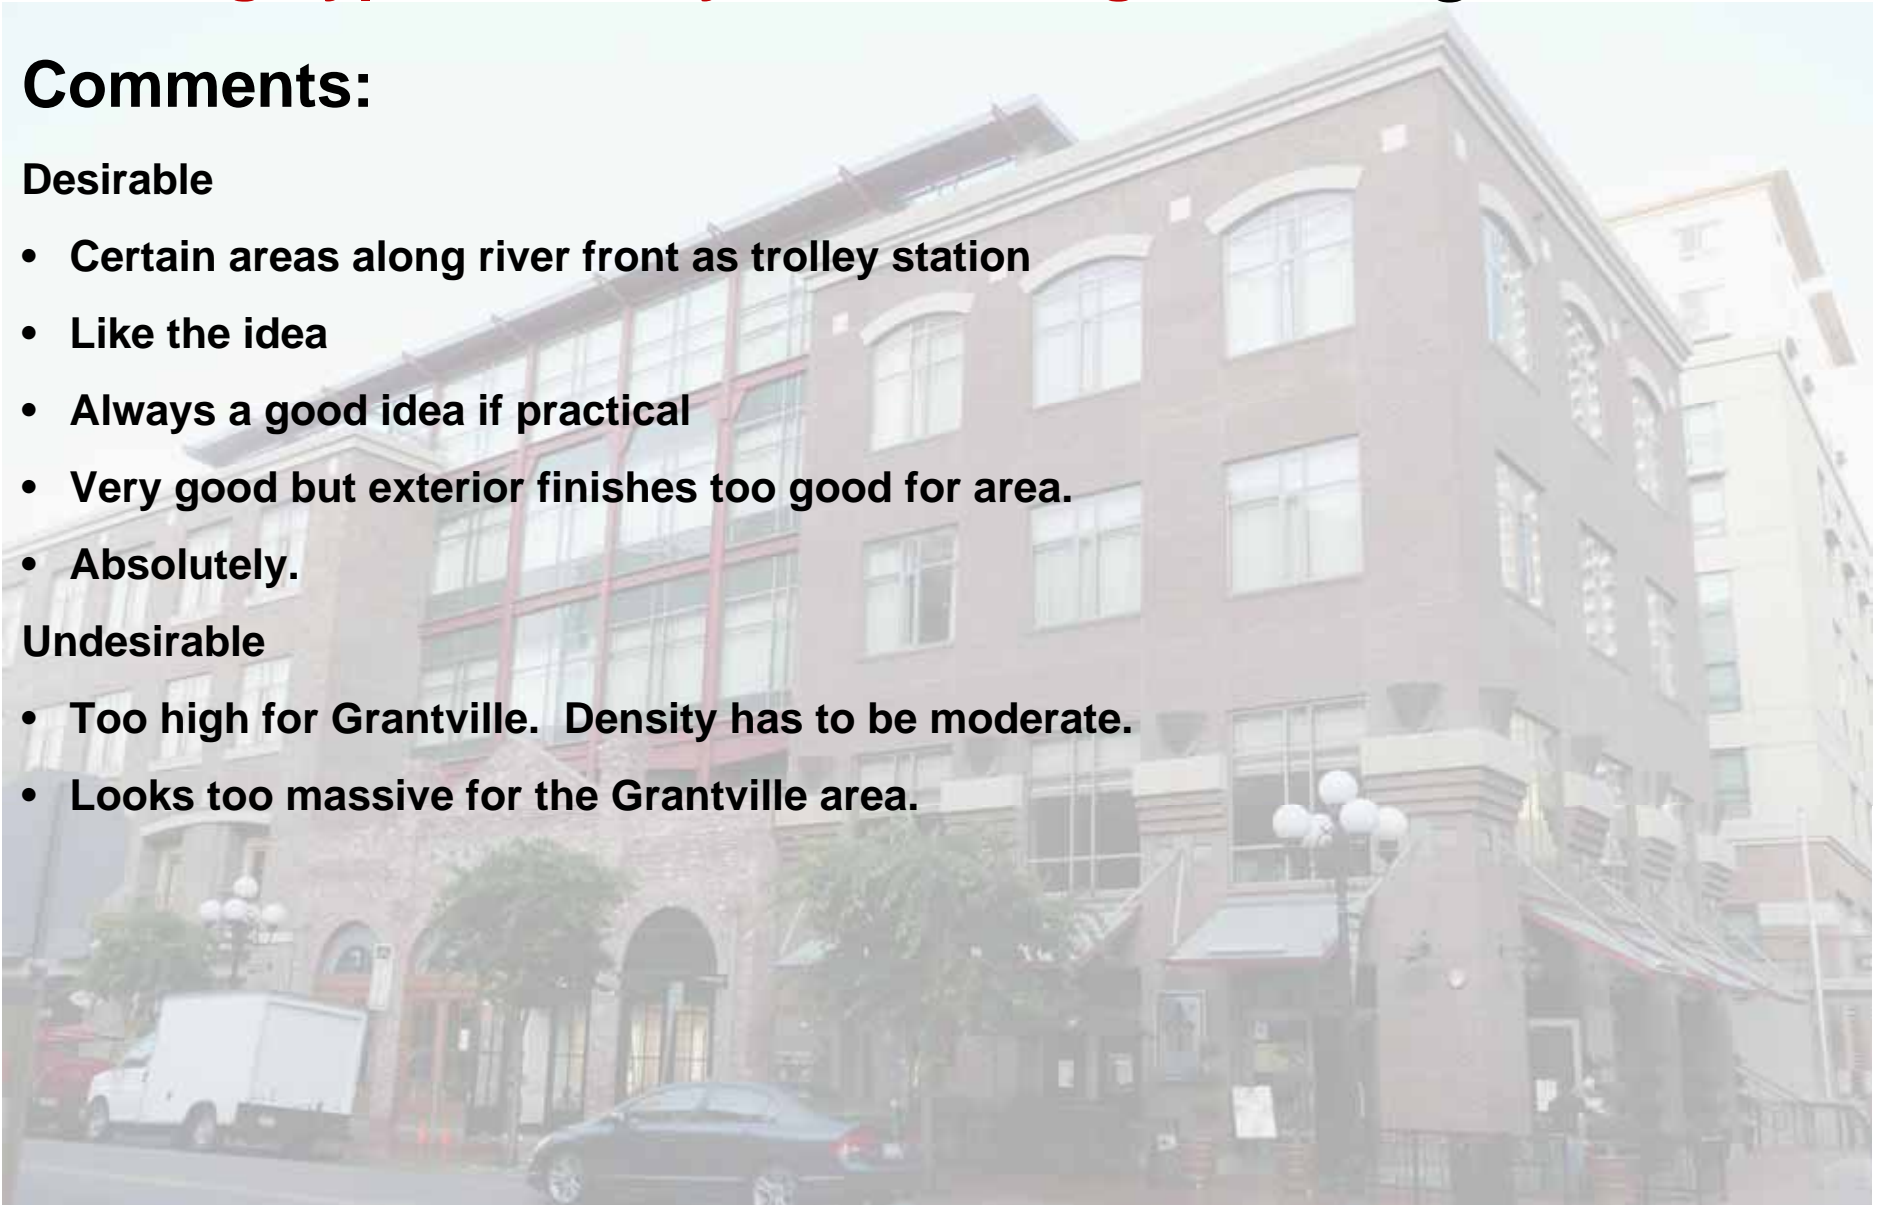 Comments:
Desirable
• Certain areas along river front as trolley station
• Like the idea
• Always a good idea if practical
• Very good but exterior finishes too good for area.
• Absolutely.
Undesirable
• Too high for Grantville.  Density has to be moderate.
• Looks too massive for the Grantville area.